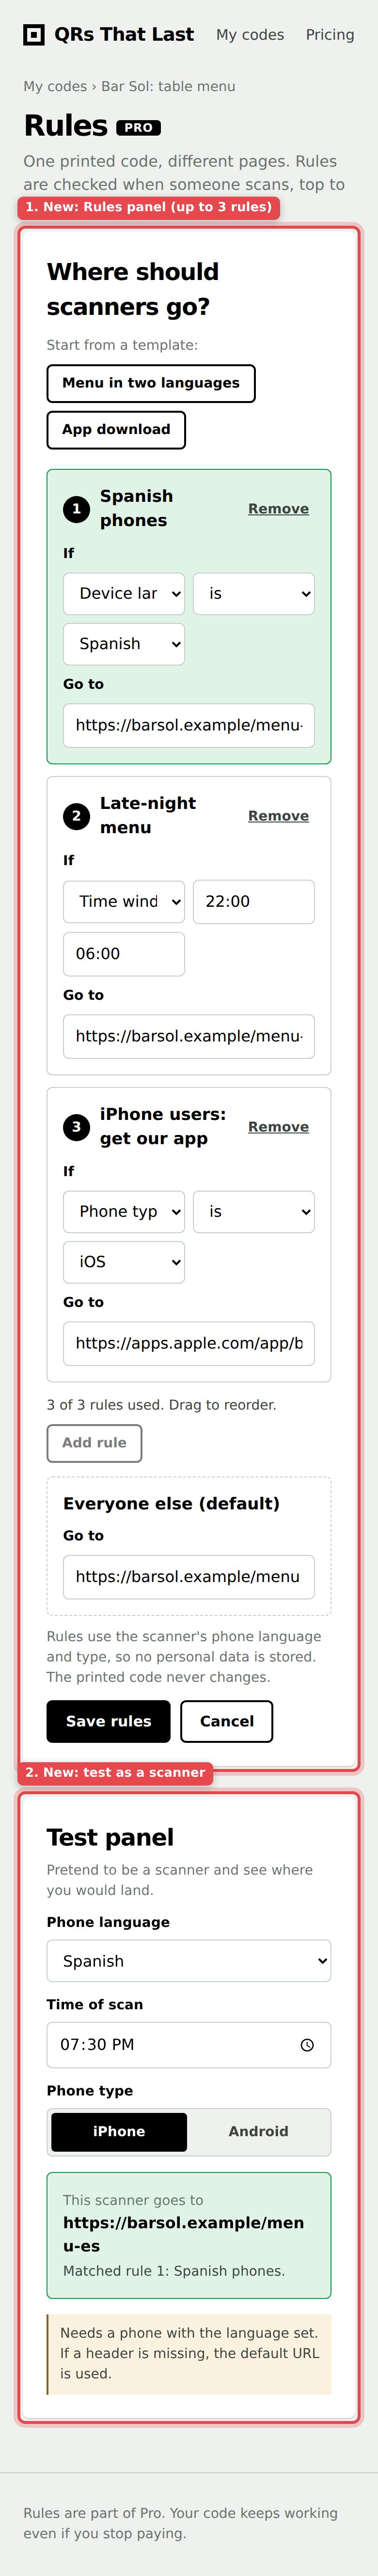 QRs That Last My codes Pricing
My codes › Bar Sol: table menu
Rules PRO
One printed code, different pages. Rules
are checked when someone scans, top to
1. New: Rules panel (up to 3 rules)
Where should
scanners go?
Start from a template:
Menu in two languages
App download
1 Spanish
phones
Remove
If
Device lar is
Spanish
Go to
https://barsol.example/menu-
2 Late-night
menu
Remove
If
Time wind 22:00
06:00
Go to
https://barsol.example/menu-
3 iPhone users:
get our app
Remove
If
Phone typ is
iOS
Go to
https://apps.apple.com/app/b
3 of 3 rules used. Drag to reorder.
Add rule
Everyone else (default)
Go to
https://barsol.example/menu
Rules use the scanner's phone language
and type, so no personal data is stored.
The printed code never changes.
Save rules Cancel
2. New: test as a scanner
Test panel
Pretend to be a scanner and see where
you would land.
Phone language
Spanish
Time of scan
07:30 PM
Phone type
iPhone Android
This scanner goes to
https://barsol.example/men
u-es
Matched rule 1: Spanish phones.
Needs a phone with the language set.
If a header is missing, the default URL
is used.
Rules are part of Pro. Your code keeps working
even if you stop paying.